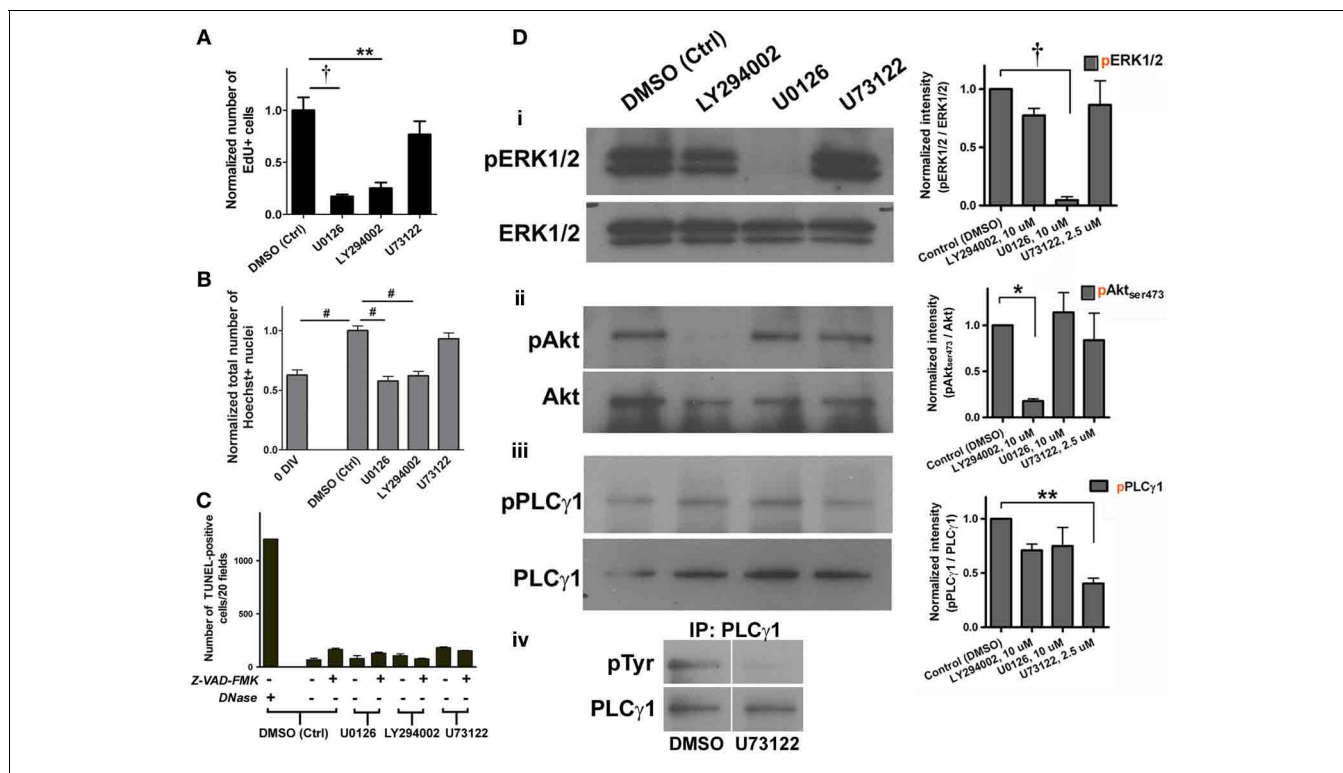 A
**
†
Normalized number of
EdU+ cells
1.0
0.5
0.0
DMSO (Ctrl)
U0126
LY294002
U73122
B
#
#
#
Normalized total number of
Hoechst+ nuclei
1.0
0.5
1.0
0 DIV
DMSO (Ctrl)
U0126
LY294002
U73122
C
Number of TUNEL-positive
cells/20 fields
1000
500
0
Z-VAD-FMK - - + - + - + - +
DNase + - - - - - - - -
DMSO (Ctrl) U0126 LY294002 U73122
D
DMSO (Ctrl)
LY294002
U0126
U73122
i
pERK1/2
ERK1/2
ii
pAkt
Akt
iii
pPLCγ1
PLCγ1
iv
IP: PLCγ1
pTyr
PLCγ1
DMSO U73122
†
pERK1/2
Normalized intensity
(pERK1/2 / ERK1/2)
1.0
0.5
0.0
Control (DMSO)
LY294002, 10 uM
U0126, 10 uM
U73122, 2.5 uM
*
pAktser473
Normalized intensity
(pAktser473 / Akt)
1.0
0.5
0.0
Control (DMSO)
LY294002, 10 uM
U0126, 10 uM
U73122, 2.5 uM
**
pPLCγ1
Normalized intensity
(pPLCγ1 / PLCγ1)
1.0
0.5
0.0
Control (DMSO)
LY294002, 10 uM
U0126, 10 uM
U73122, 2.5 uM